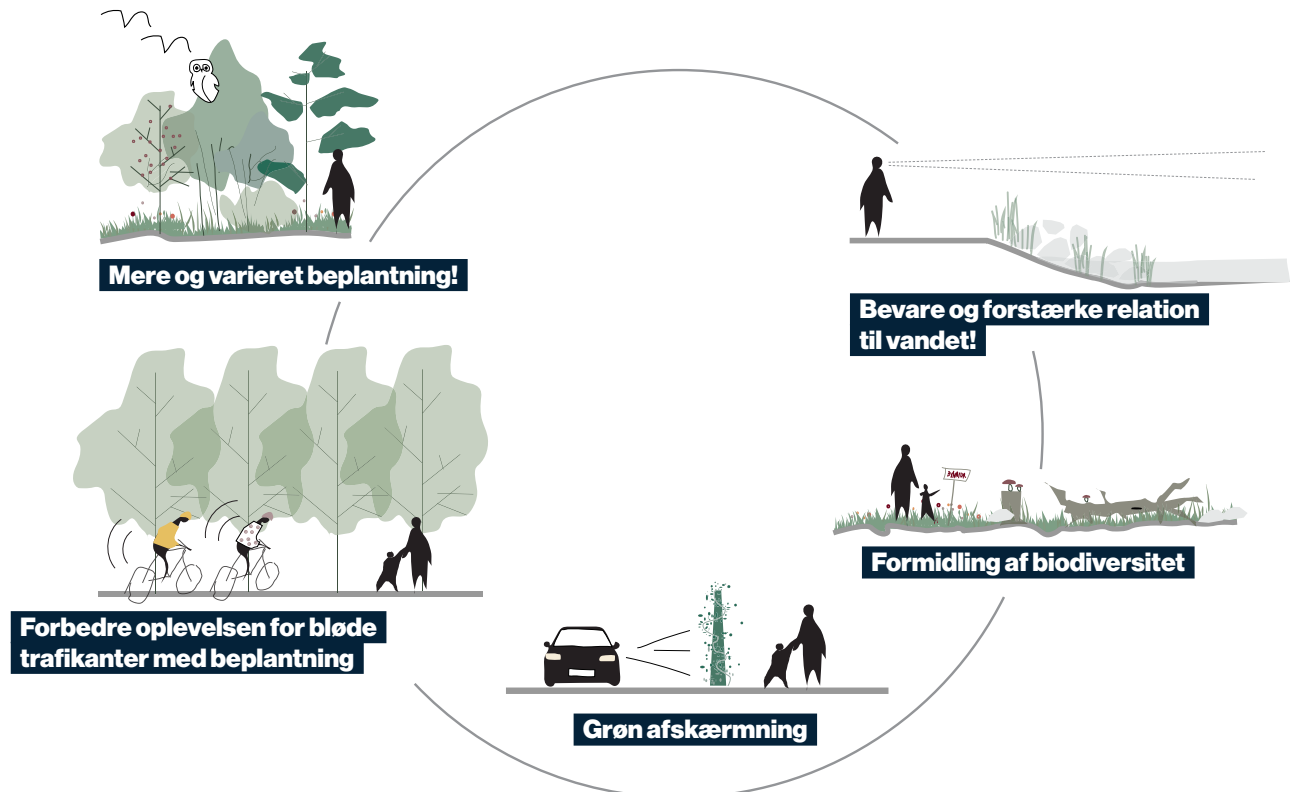 Mere og varieret beplantning!
Bevare og forstærke relation
til vandet!
Formidling af biodiversitet
Forbedre oplevelsen for bløde
trafikanter med beplantning
Grøn afskærmning